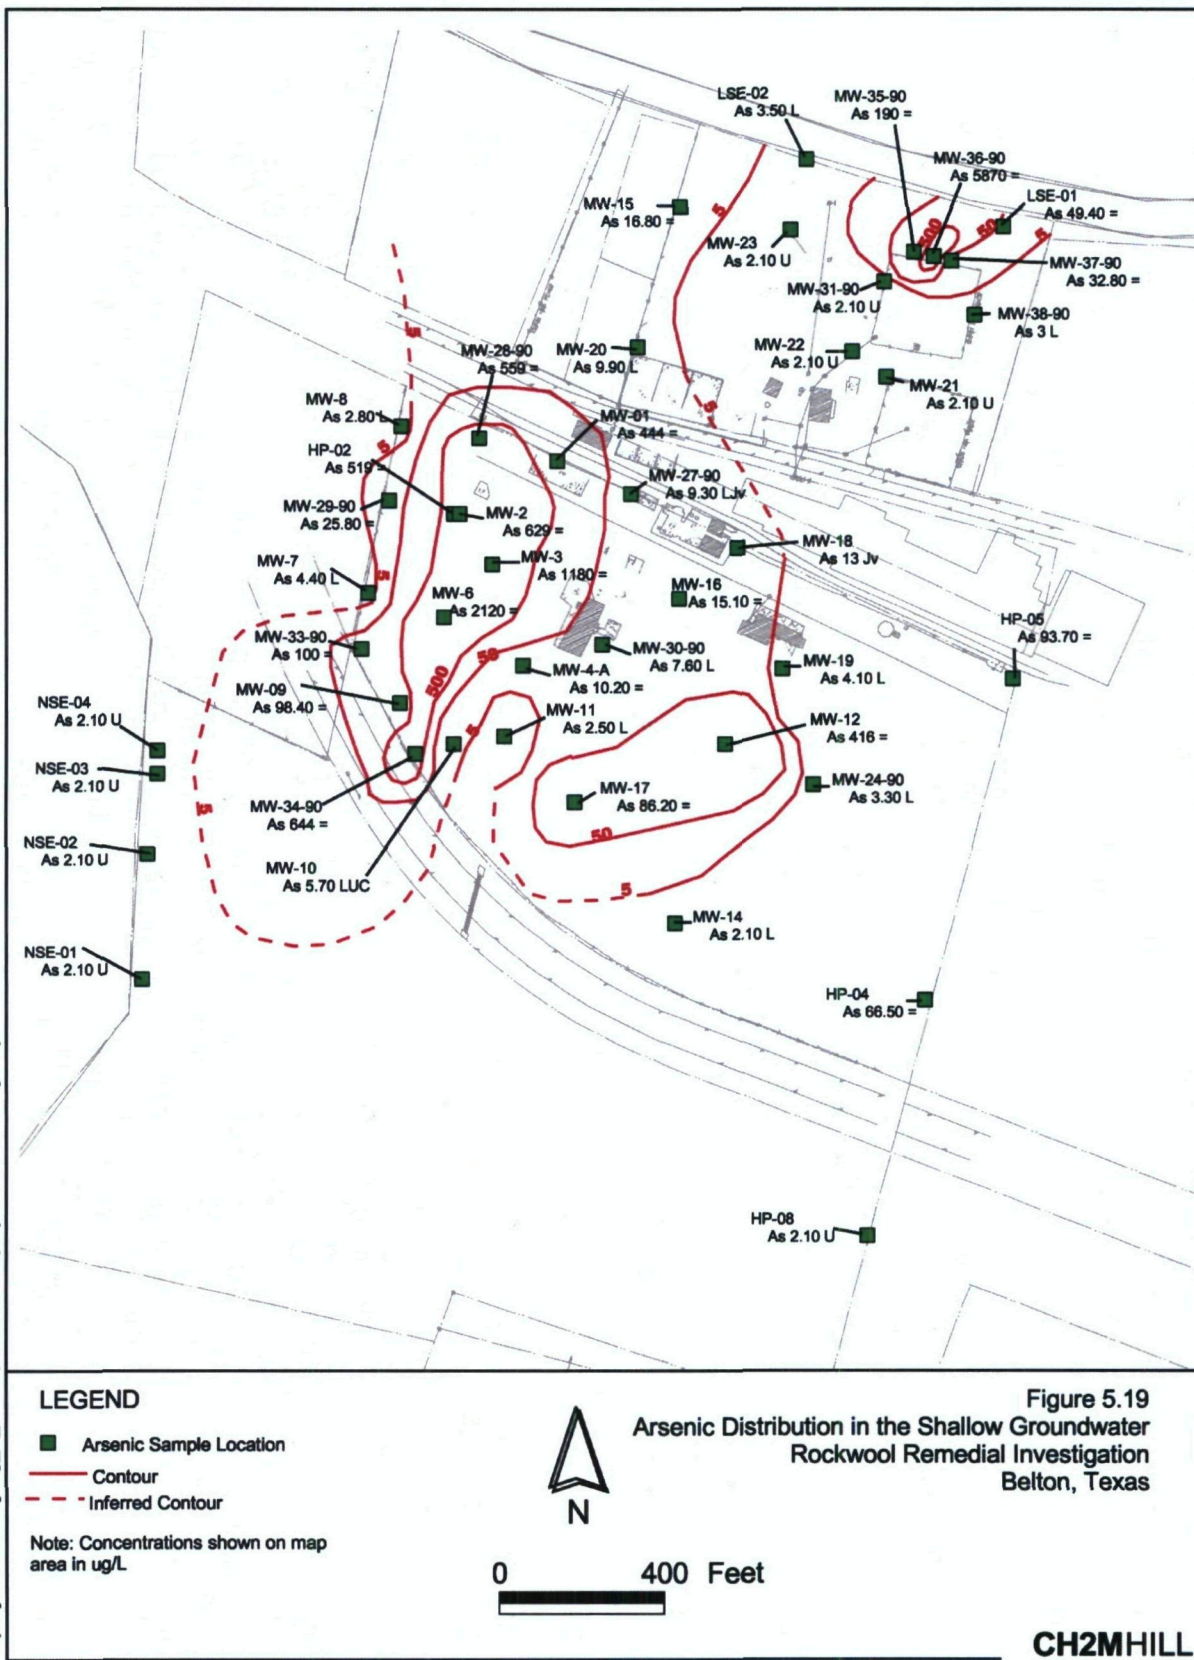 LSE-02
As 3.50 L
MW-35-90
As 190 =
MW-36-90
As 5870 =
LSE-01
As 49.40 =
MW-15
As 16.80 =
5
500
50
5
MW-23
As 2.10 U
MW-37-90
As 32.80 =
MW-31-90
As 2.10 U
MW-38-90
As 3 L
5
MW-28-90
As 559 =
MW-20
As 9.90 L
MW-22
As 2.10 U
MW-21
As 2.10 U
5
MW-8
As 2.80 L
MW-01
As 444 =
5
HP-02
As 519 =
MW-27-90
As 9.30 LJv
MW-29-90
As 25.80 =
MW-2
As 629 =
MW-18
As 13 Jv
MW-7
As 4.40 L
5
MW-3
As 1180 =
MW-16
As 15.10 =
MW-6
As 2120 =
HP-05
As 93.70 =
MW-33-90
As 100 =
50
MW-30-90
As 7.60 L
MW-19
As 4.10 L
500
MW-4-A
As 10.20 =
MW-09
As 98.40 =
NSE-04
As 2.10 U
MW-11
As 2.50 L
5
MW-12
As 416 =
NSE-03
As 2.10 U
MW-24-90
As 3.30 L
MW-17
As 86.20 =
5
MW-34-90
As 644 =
50
NSE-02
As 2.10 U
MW-10
As 5.70 LUC
5
MW-14
As 2.10 L
NSE-01
As 2.10 U
HP-04
As 66.50 =
HP-08
As 2.10 U
LEGEND
Arsenic Sample Location
Contour
Inferred Contour
Note: Concentrations shown on map
area in ug/L
N
0 400 Feet
Figure 5.19
Arsenic Distribution in the Shallow Groundwater
Rockwool Remedial Investigation
Belton, Texas
CH2MHILL